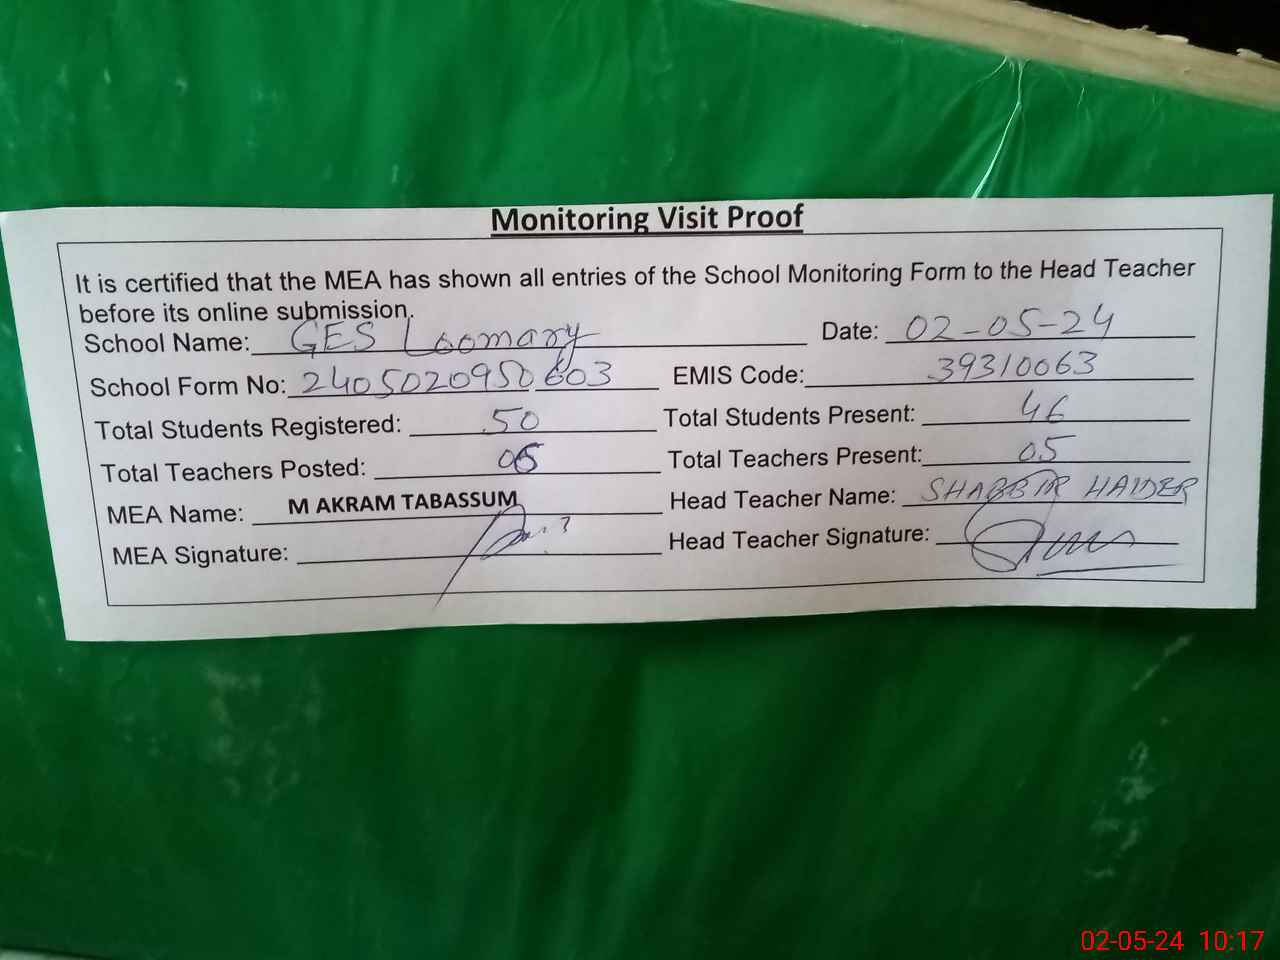 Monitoring Visit Proof
It is certified that the MEA has shown all entries of the School Monitoring Form to the Head Teacher
before its online submission.
School Name: GES Loomary Date: 02-05-24
School Form No: 2405020950603 EMIS Code: 39310063
Total Students Registered: 50 Total Students Present: 46
Total Teachers Posted: 05 Total Teachers Present: 05
MEA Name: M AKRAM TABASSUM Head Teacher Name: SHABBIR HAIDER
MEA Signature: Head Teacher Signature:
02-05-24 10:17